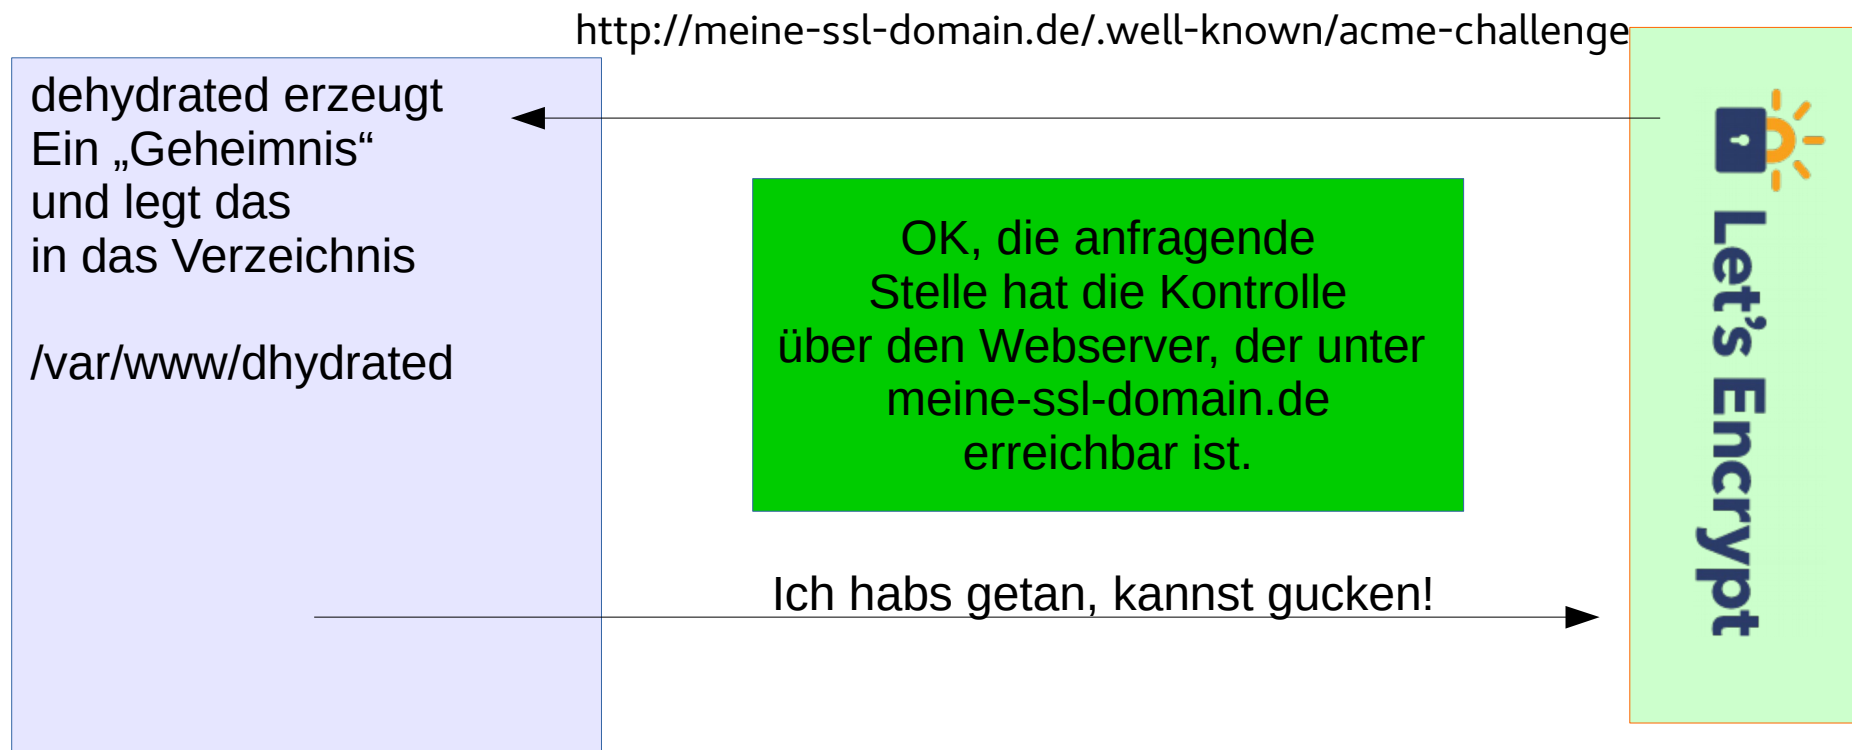 http://meine-ssl-domain.de/.well-known/acme-challenge
dehydrated erzeugt
Ein „Geheimnis“
und legt das
in das Verzeichnis
/var/www/dhydrated
OK, die anfragende
Stelle hat die Kontrolle
über den Webserver, der unter
meine-ssl-domain.de
erreichbar ist.
Ich habs getan, kannst gucken!
Let's Encrypt